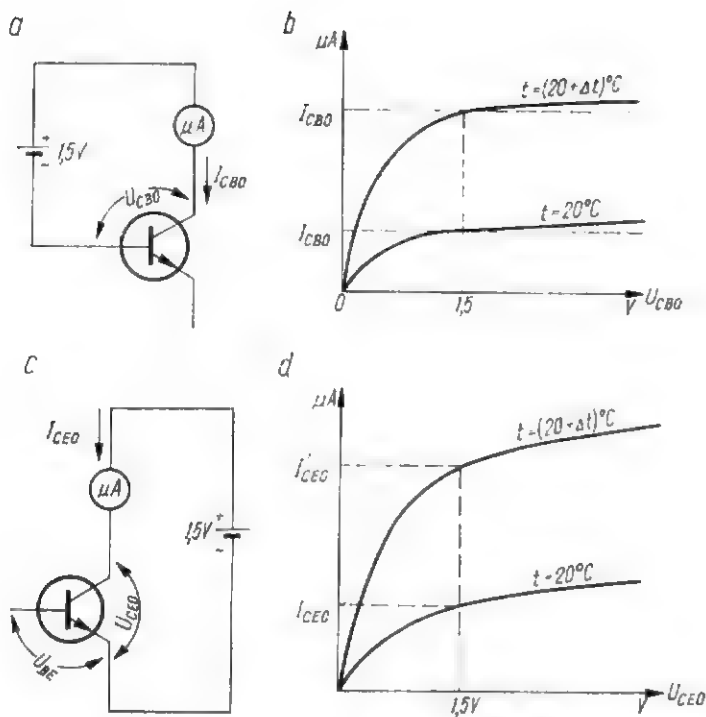 a
1,5V
+
−
μA
I_CBO
U_CBO
b
μA
I_CBO
I_CBO
t=(20+Δt)°C
t=20°C
0
1,5
V
U_CBO
c
I_CEO
μA
1,5V
+
−
U_CEO
U_BE
d
μA
I'_CEO
I_CEO
t=(20+Δt)°C
t=20°C
1,5V
V
U_CEO